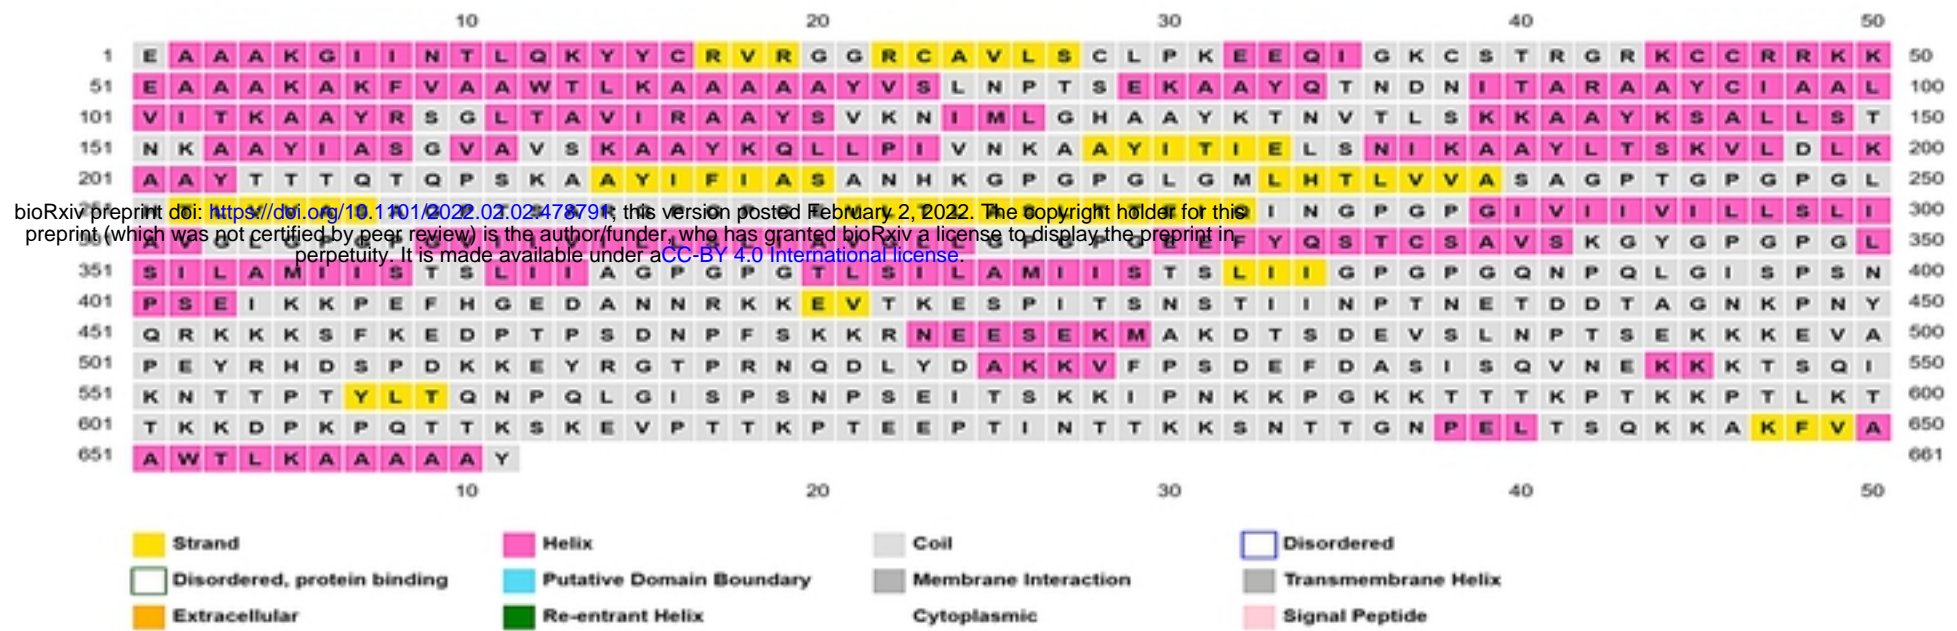 10 20 30 40 50
1 E A A A K G I I N T L Q K Y Y C R V R G G R C A V L S C L P K E E Q I G K C S T R G R K C C R R K K 50
51 E A A A K A K F V A A W T L K A A A A A Y V S L N P T S E K A A Y Q T N D N I T A R A A Y C I A A L 100
101 V I T K A A Y R S G L T A V I R A A Y S V K N I M L G H A A Y K T N V T L S K K A A Y K S A L L S T 150
151 N K A A Y I A S G V A V S K A A Y K Q L L P I V N K A A Y I T I E L S N I K A A Y L T S K V L D L K 200
201 A A Y T T T Q T Q P S K A A Y I F I A S A N H K G P G P G L G M L H T L V V A S A G P T G P G P G L 250
bioRxiv preprint doi: https://doi.org/10.1101/2022.02.02.478791; this version posted February 2, 2022. The copyright holder for this
I N G P G P G I V I I V I L L S L I 300
preprint (which was not certified by peer review) is the author/funder, who has granted bioRxiv a license to display the preprint in
F Y Q S T C S A V S K G Y G P G P G L 350
perpetuity. It is made available under aCC-BY 4.0 International license.
351 S I L A M I I S T S L I I A G P G P G T L S I L A M I I S T S L I I G P G P G Q N P Q L G I S P S N 400
401 P S E I K K P E F H G E D A N N R K K E V T K E S P I T S N S T I I N P T N E T D D T A G N K P N Y 450
451 Q R K K K S F K E D P T P S D N P F S K K R N E E S E K M A K D T S D E V S L N P T S E K K K E V A 500
501 P E Y R H D S P D K K E Y R G T P R N Q D L Y D A K K V F P S D E F D A S I S Q V N E K K K T S Q I 550
551 K N T T P T Y L T Q N P Q L G I S P S N P S E I T S K K I P N K K P G K K T T T K P T K K P T L K T 600
601 T K K D P K P Q T T K S K E V P T T K P T E E P T I N T T K K S N T T G N P E L T S Q K K A K F V A 650
651 A W T L K A A A A A Y 661
10 20 30 40 50
Strand Helix Coil Disordered
Disordered, protein binding Putative Domain Boundary Membrane Interaction Transmembrane Helix
Extracellular Re-entrant Helix Cytoplasmic Signal Peptide